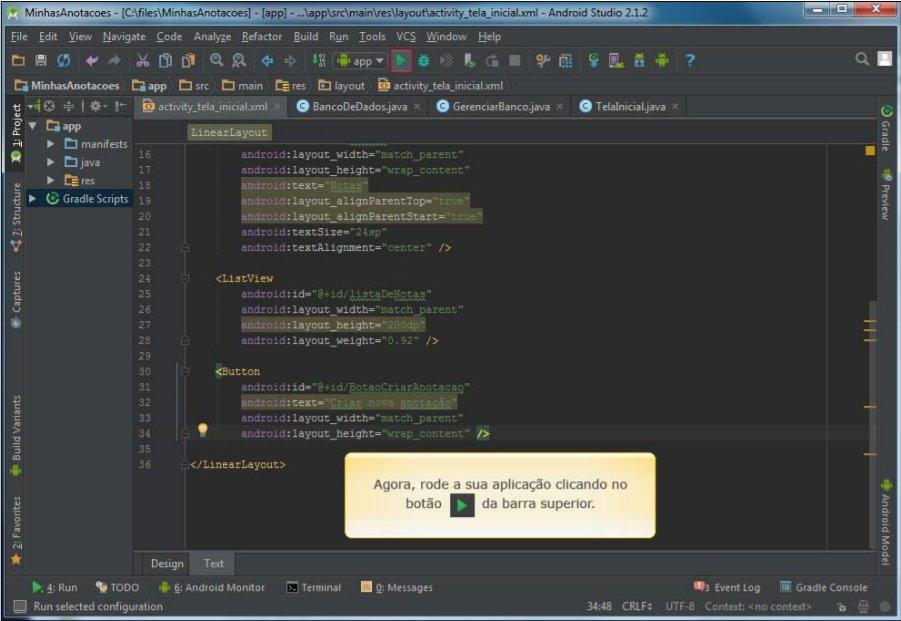 MinhasAnotacoes - [C:\files\MinhasAnotacoes] - [app] - ...\app\src\main\res\layout\activity_tela_inicial.xml - Android Studio 2.1.2
File Edit View Navigate Code Analyze Refactor Build Run Tools VCS Window Help
app
MinhasAnotacoes app src main res layout activity_tela_inicial.xml
activity_tela_inicial.xml BancoDeDados.java GerenciarBanco.java TelaInicial.java
1: Project
7: Structure
Captures
Build Variants
2: Favorites
app
manifests
java
res
Gradle Scripts
LinearLayout
16 android:layout_width="match_parent"
17 android:layout_height="wrap_content"
18 android:text="Notas"
19 android:layout_alignParentTop="true"
20 android:layout_alignParentStart="true"
21 android:textSize="24sp"
22 android:textAlignment="center" />
23
24 <ListView
25 android:id="@+id/listaDeNotas"
26 android:layout_width="match_parent"
27 android:layout_height="200dp"
28 android:layout_weight="0.92" />
29
30 <Button
31 android:id="@+id/BotaoCriarAnotacao"
32 android:text="Criar nova anotação"
33 android:layout_width="match_parent"
34 android:layout_height="wrap_content" />
35
36 </LinearLayout>
Agora, rode a sua aplicação clicando no
botão da barra superior.
Gradle
Preview
Android Model
Design Text
4: Run TODO 6: Android Monitor Terminal 0: Messages 3 Event Log Gradle Console
Run selected configuration 34:48 CRLF UTF-8 Context: <no context>